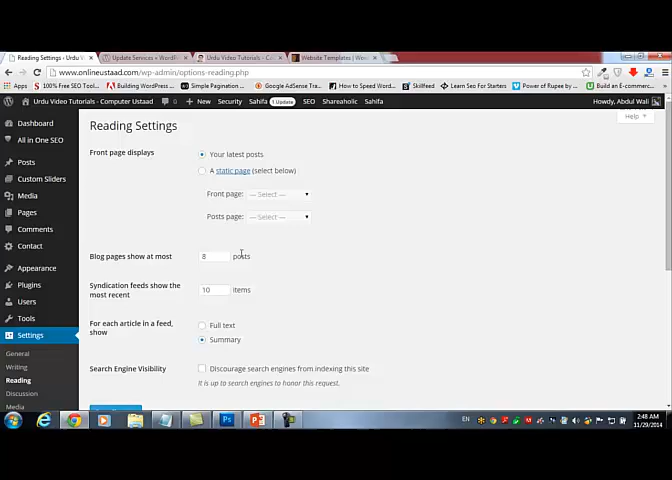 Reading Settings ‹ Urdu V
Update Services « WordP
Urdu Video Tutorials - C
Website Templates | We
www.onlineustaad.com/wp-admin/options-reading.php
Apps
100% FREE SEO
Adobe Muse
Building WordPress
Simple Pagination
Google AdSense
Skillfeed
Learn SEO For Starters
Power of Rupee by
Build an E-commerc
Urdu Video Tutorials - Computer Ustaad
0
+ New
Security
Sahifa
1 Update
SEO
Shareaholic
Sahifa
Howdy, Abdul Wali
Help
Dashboard
All in One SEO
Posts
Custom Sliders
Media
Pages
Comments
Contact
Appearance
Plugins
Users
Tools
Settings
General
Writing
Reading
Discussion
Media
Reading Settings
Front page displays
Your latest posts
A static page (select below)
Front page: — Select —
Posts page: — Select —
Blog pages show at most
8 posts
Syndication feeds show the
most recent
10 items
For each article in a feed,
show
Full text
Summary
Search Engine Visibility
Discourage search engines from indexing this site
It is up to search engines to honor this request.
EN
2:48 AM
11/29/2014